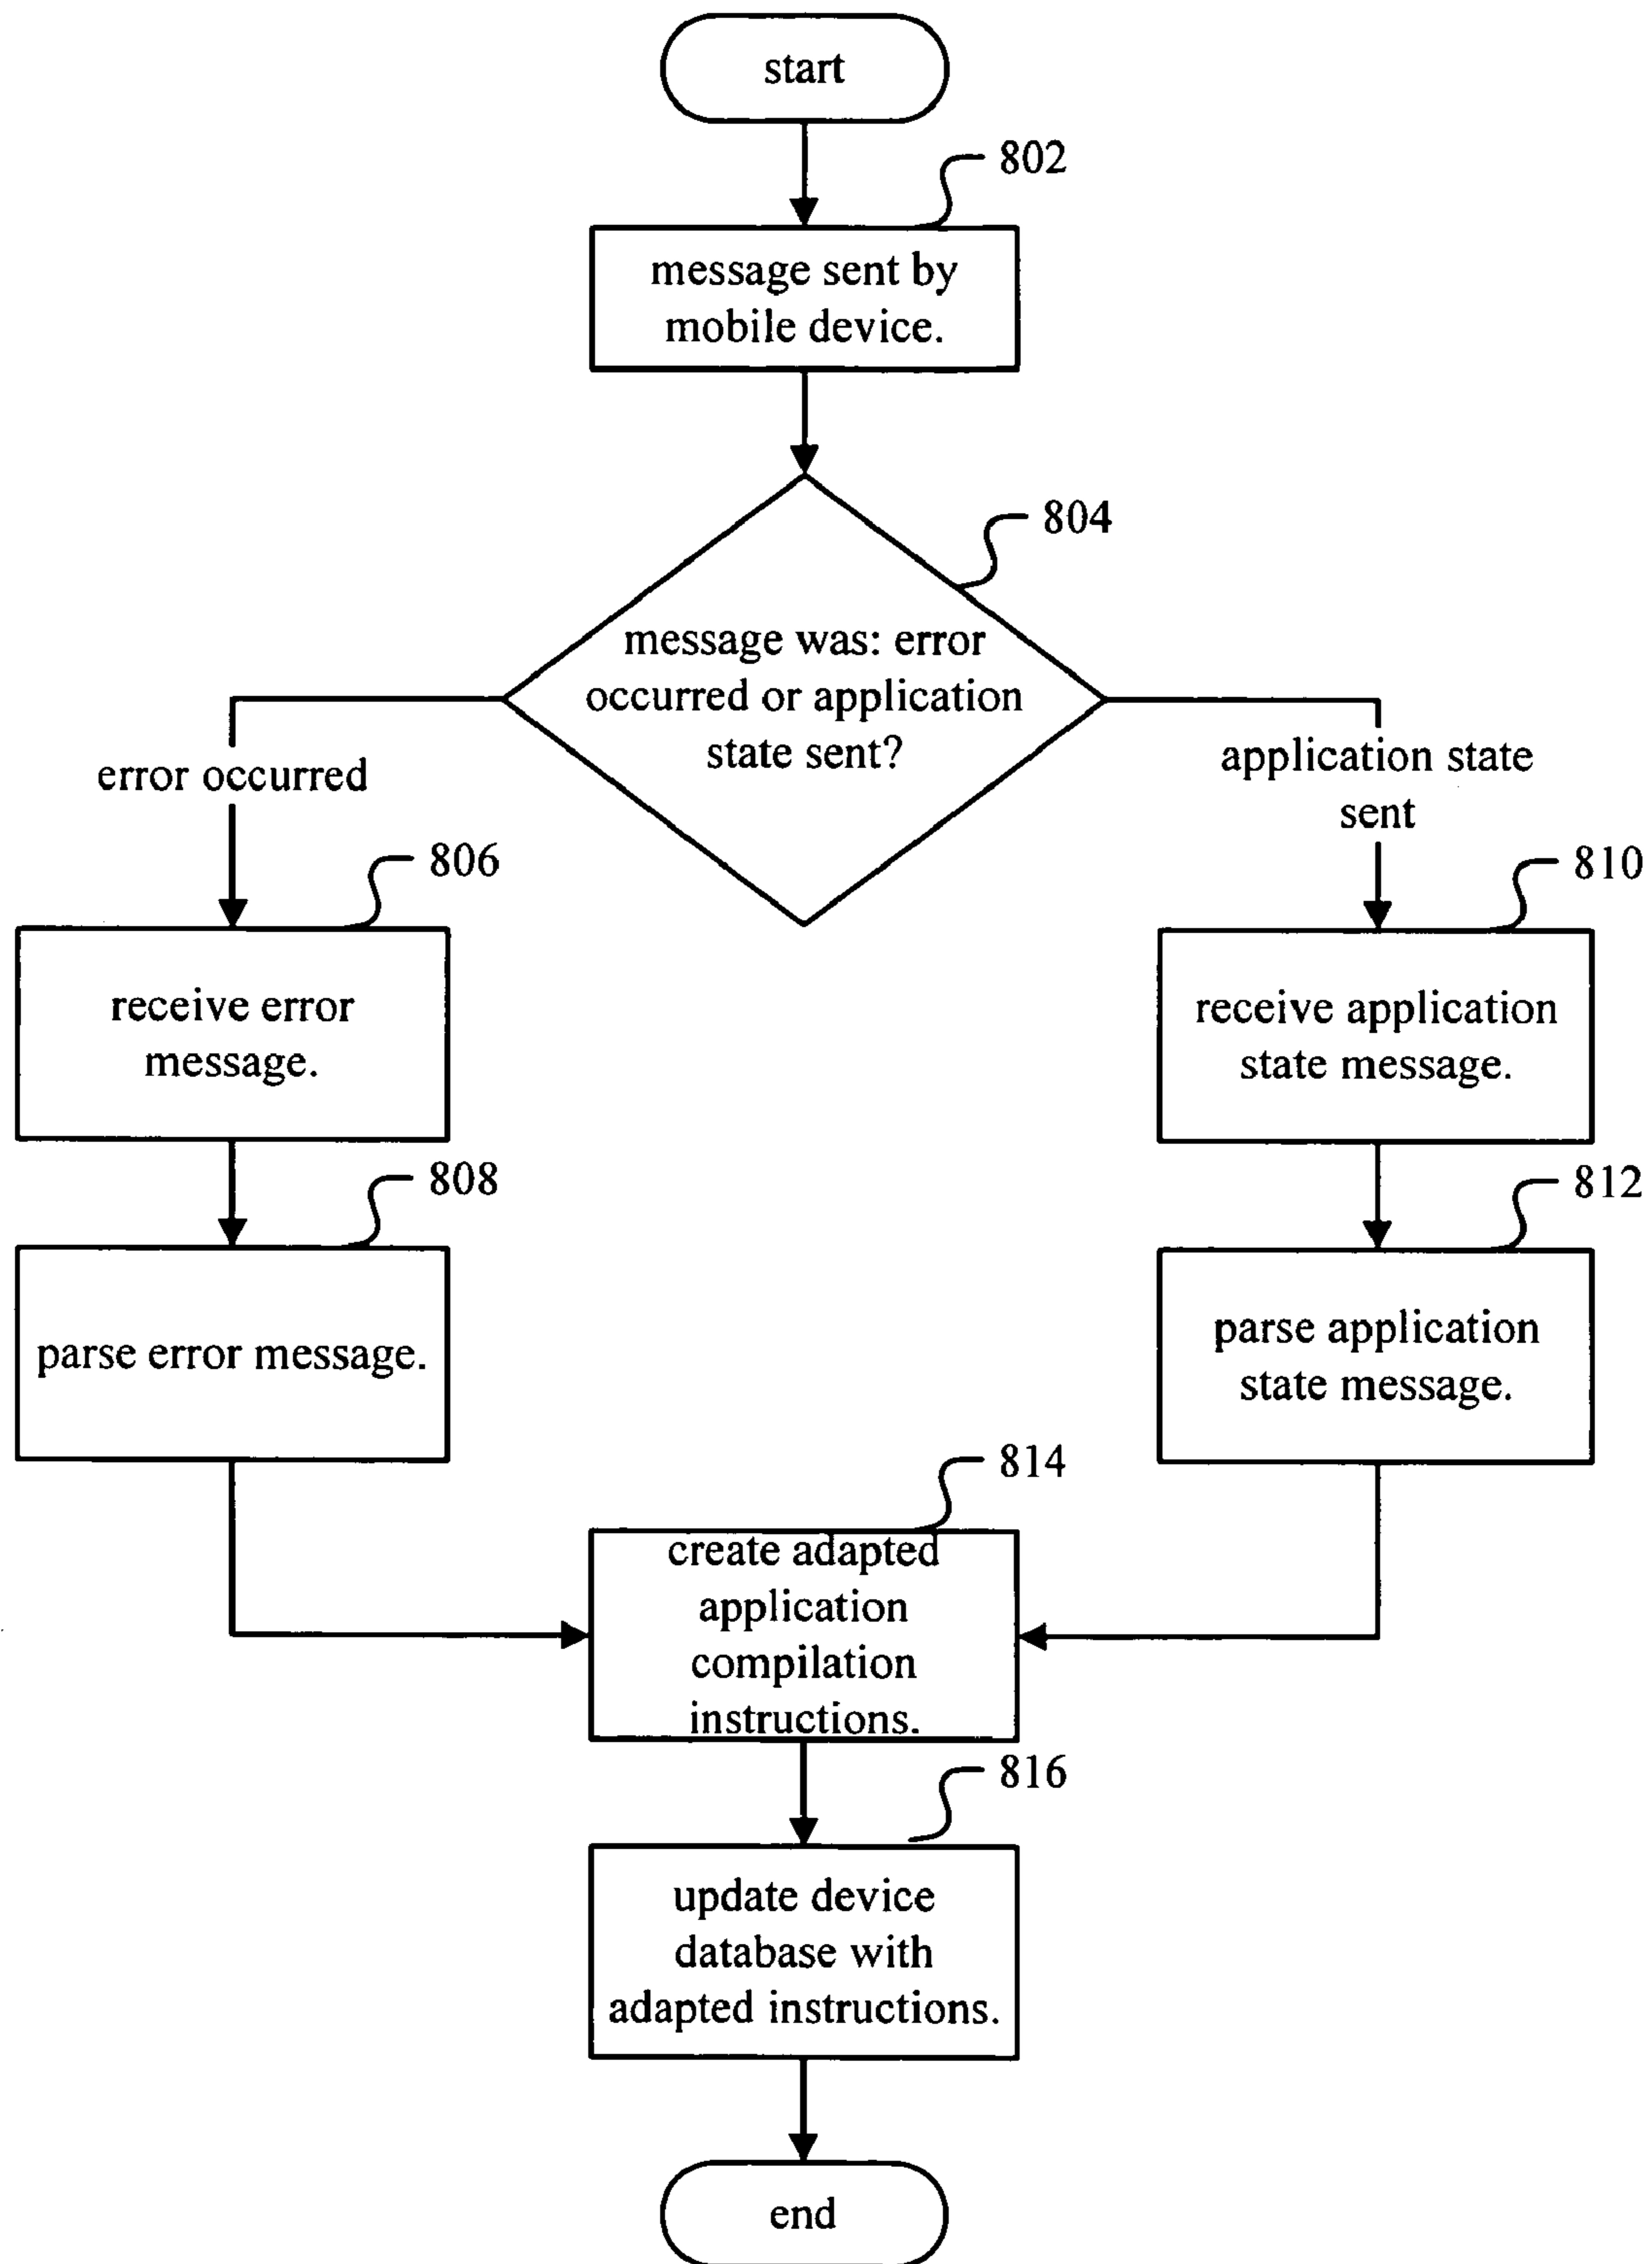 start
802
message sent by
mobile device.
804
message was: error
occurred or application
state sent?
error occurred
application state
sent
806
receive error
message.
810
receive application
state message.
808
parse error message.
812
parse application
state message.
814
create adapted
application
compilation
instructions.
816
update device
database with
adapted instructions.
end